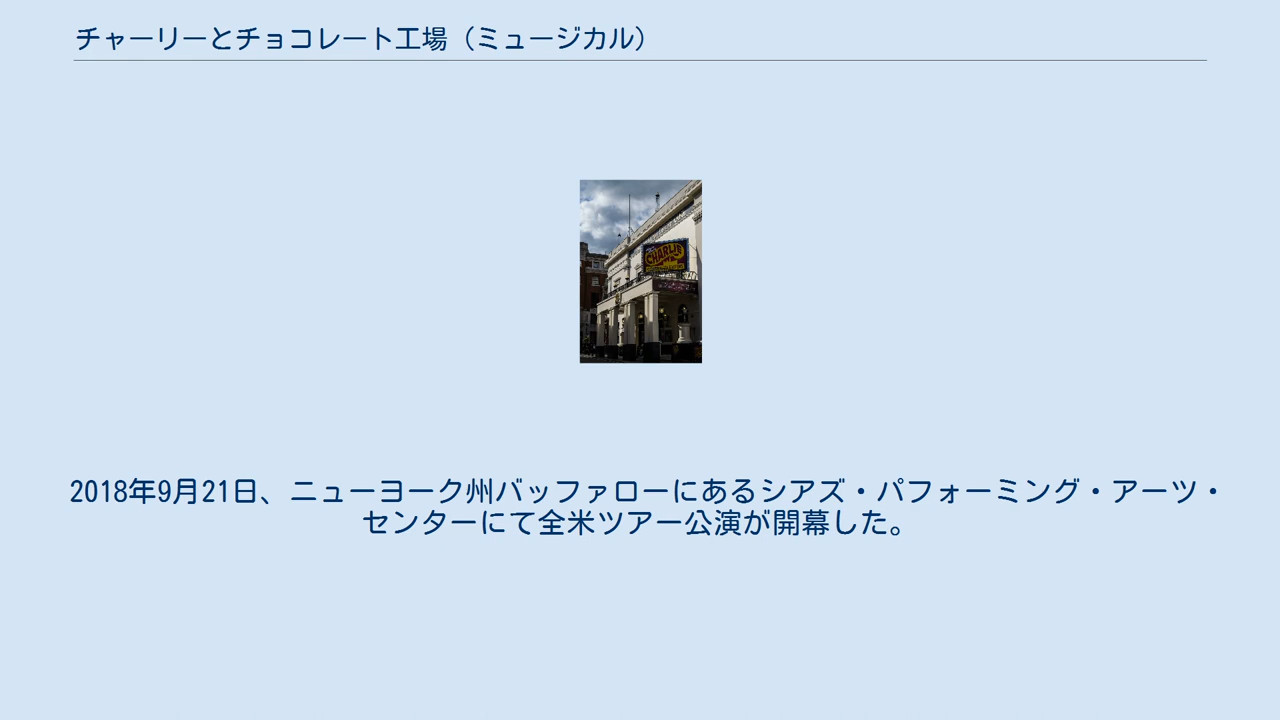 チャーリーとチョコレート工場（ミュージカル）
CHARLIE
2018年9月21日、ニューヨーク州バッファローにあるシアズ・パフォーミング・アーツ・
センターにて全米ツアー公演が開幕した。